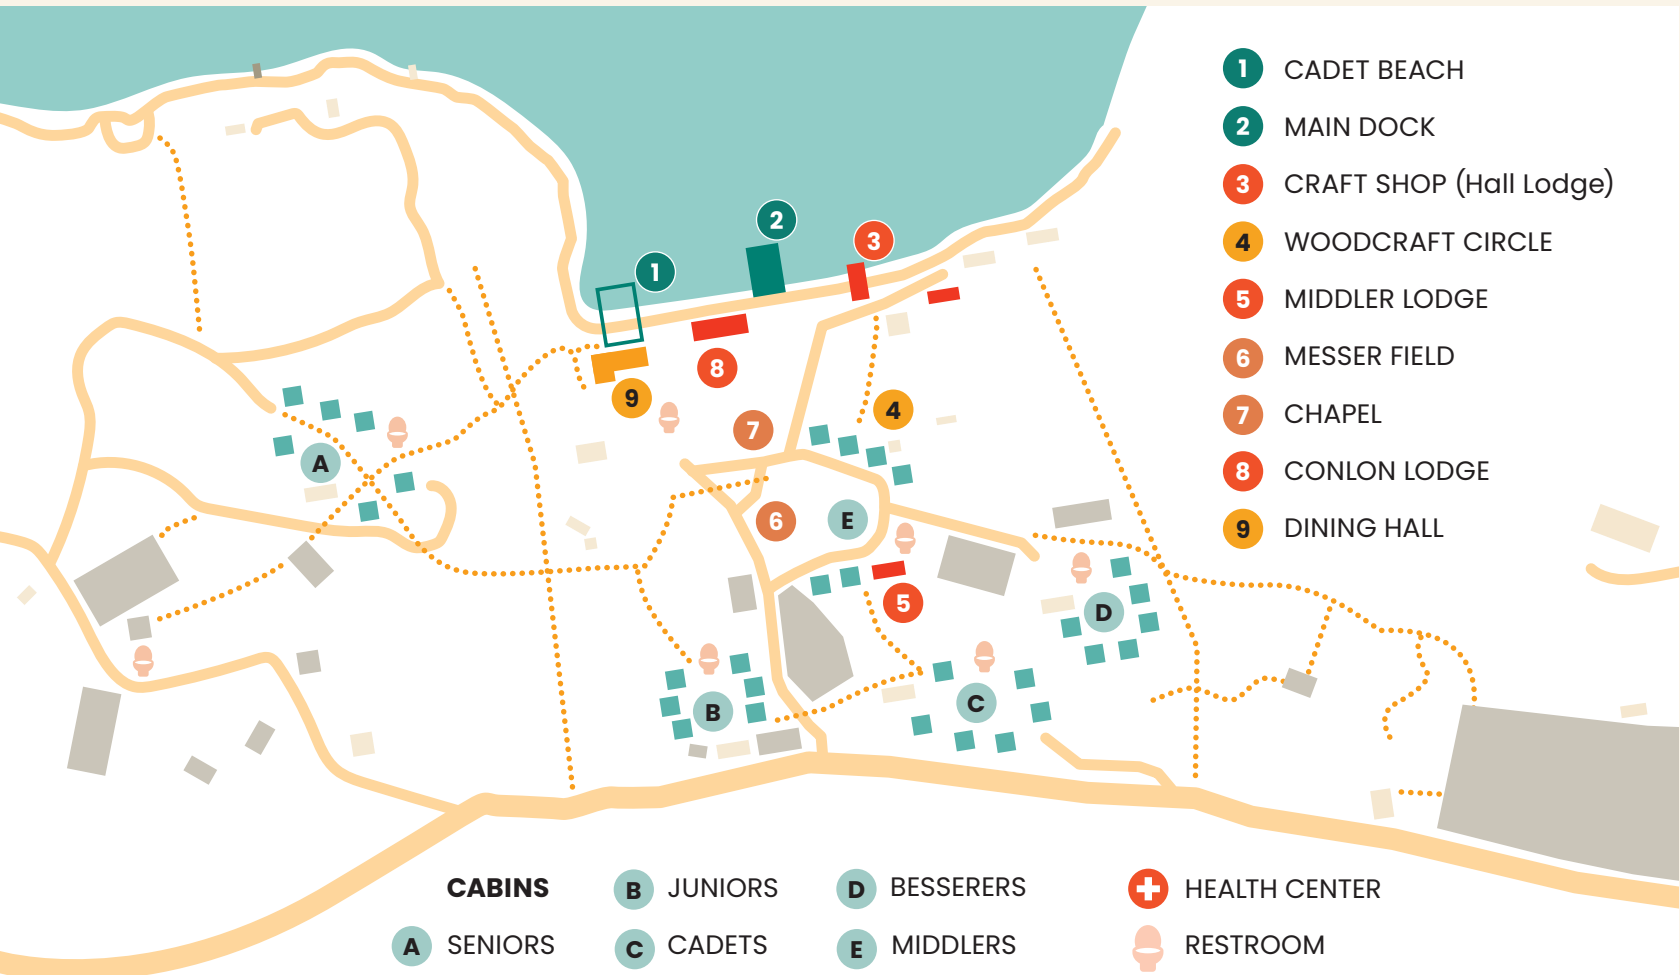 1 CADET BEACH
2 MAIN DOCK
3 CRAFT SHOP (Hall Lodge)
4 WOODCRAFT CIRCLE
5 MIDDLER LODGE
6 MESSER FIELD
7 CHAPEL
8 CONLON LODGE
9 DINING HALL
2
3
1
8
9
4
7
A
6
E
5
D
B
C
CABINS
B JUNIORS
D BESSERERS
HEALTH CENTER
A SENIORS
C CADETS
E MIDDLERS
RESTROOM